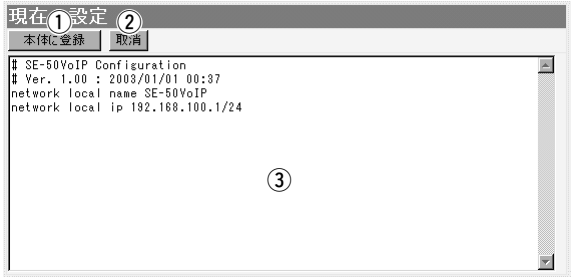 現在の設定
① ②
本体に登録 取消
# SE-50VoIP Configuration
# Ver. 1.00 : 2003/01/01 00:37
network local name SE-50VoIP
network local ip 192.168.100.1/24
③